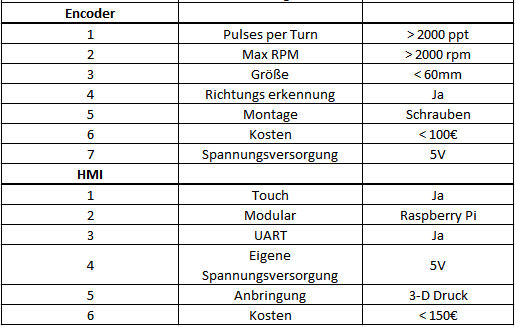 Encoder
1 Pulses per Turn > 2000 ppt
2 Max RPM > 2000 rpm
3 Größe < 60mm
4 Richtungs erkennung Ja
5 Montage Schrauben
6 Kosten < 100€
7 Spannungsversorgung 5V
HMI
1 Touch Ja
2 Modular Raspberry Pi
3 UART Ja
4 Eigene
Spannungsversorgung 5V
5 Anbringung 3-D Druck
6 Kosten < 150€